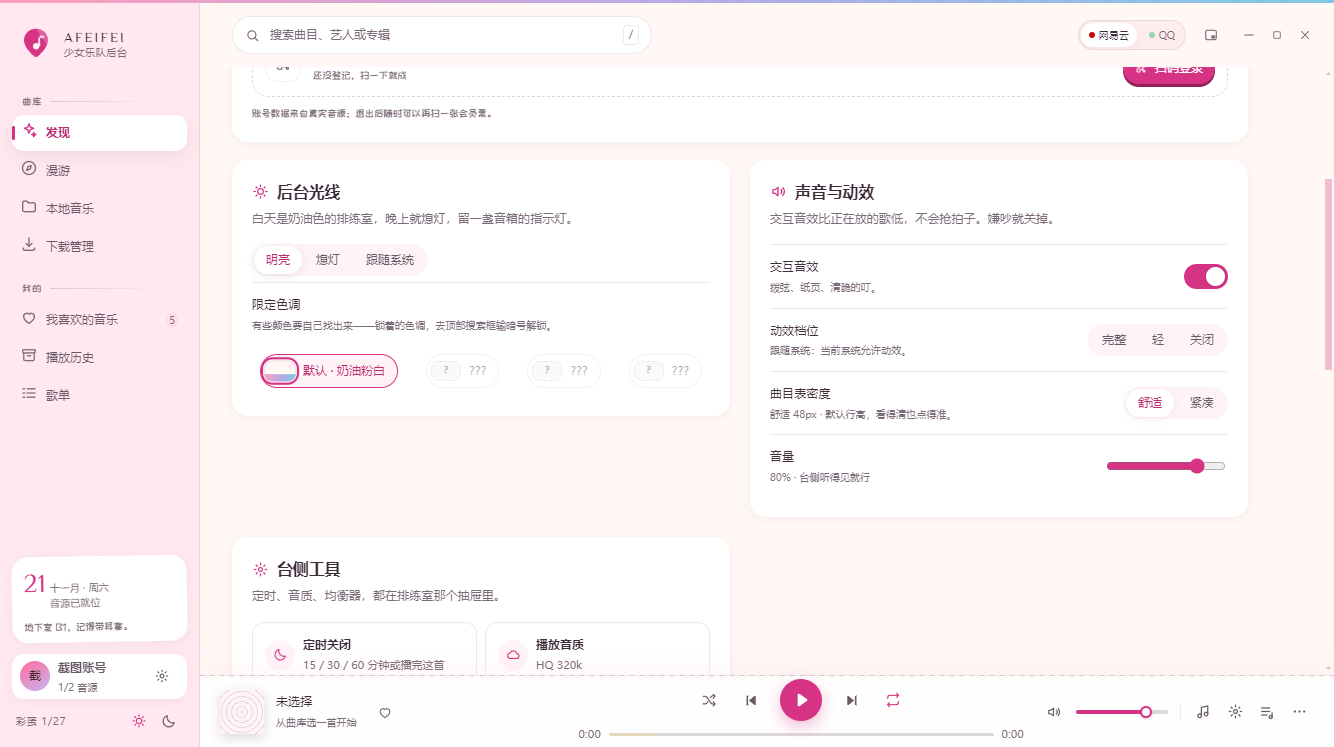 AFEIFEI
少女乐队后台
搜索曲目、艺人或专辑
/
网易云
QQ
曲库
发现
漫游
本地音乐
下载管理
我的
我喜欢的音乐
5
播放历史
歌单
21
十一月 · 周六
音源已就位
地下室 B1，记得带耳塞。
截
截图账号
1/2 音源
彩蛋 1/27
还没登记，扫一下就成
扫码登录
账号数据来自真实音源；退出后随时可以再扫一张会员素。
后台光线
白天是奶油色的排练室，晚上就熄灯，留一盏音箱的指示灯。
明亮
熄灯
跟随系统
限定色调
有些颜色要自己找出来——锁着的色调，去顶部搜索框输暗号解锁。
默认 · 奶油粉白
? ???
? ???
? ???
声音与动效
交互音效比正在放的歌低，不会抢拍子。嫌吵就关掉。
交互音效
拨弦、纸页、清脆的叮。
动效档位
跟随系统：当前系统允许动效。
完整
轻
关闭
曲目表密度
舒适 48px · 默认行高，看得清也点得准。
舒适
紧凑
音量
80% · 台侧听得见就行
台侧工具
定时、音质、均衡器，都在排练室那个抽屉里。
定时关闭
15 / 30 / 60 分钟或播完这首
播放音质
HQ 320k
未选择
从曲库选一首开始
0:00
0:00